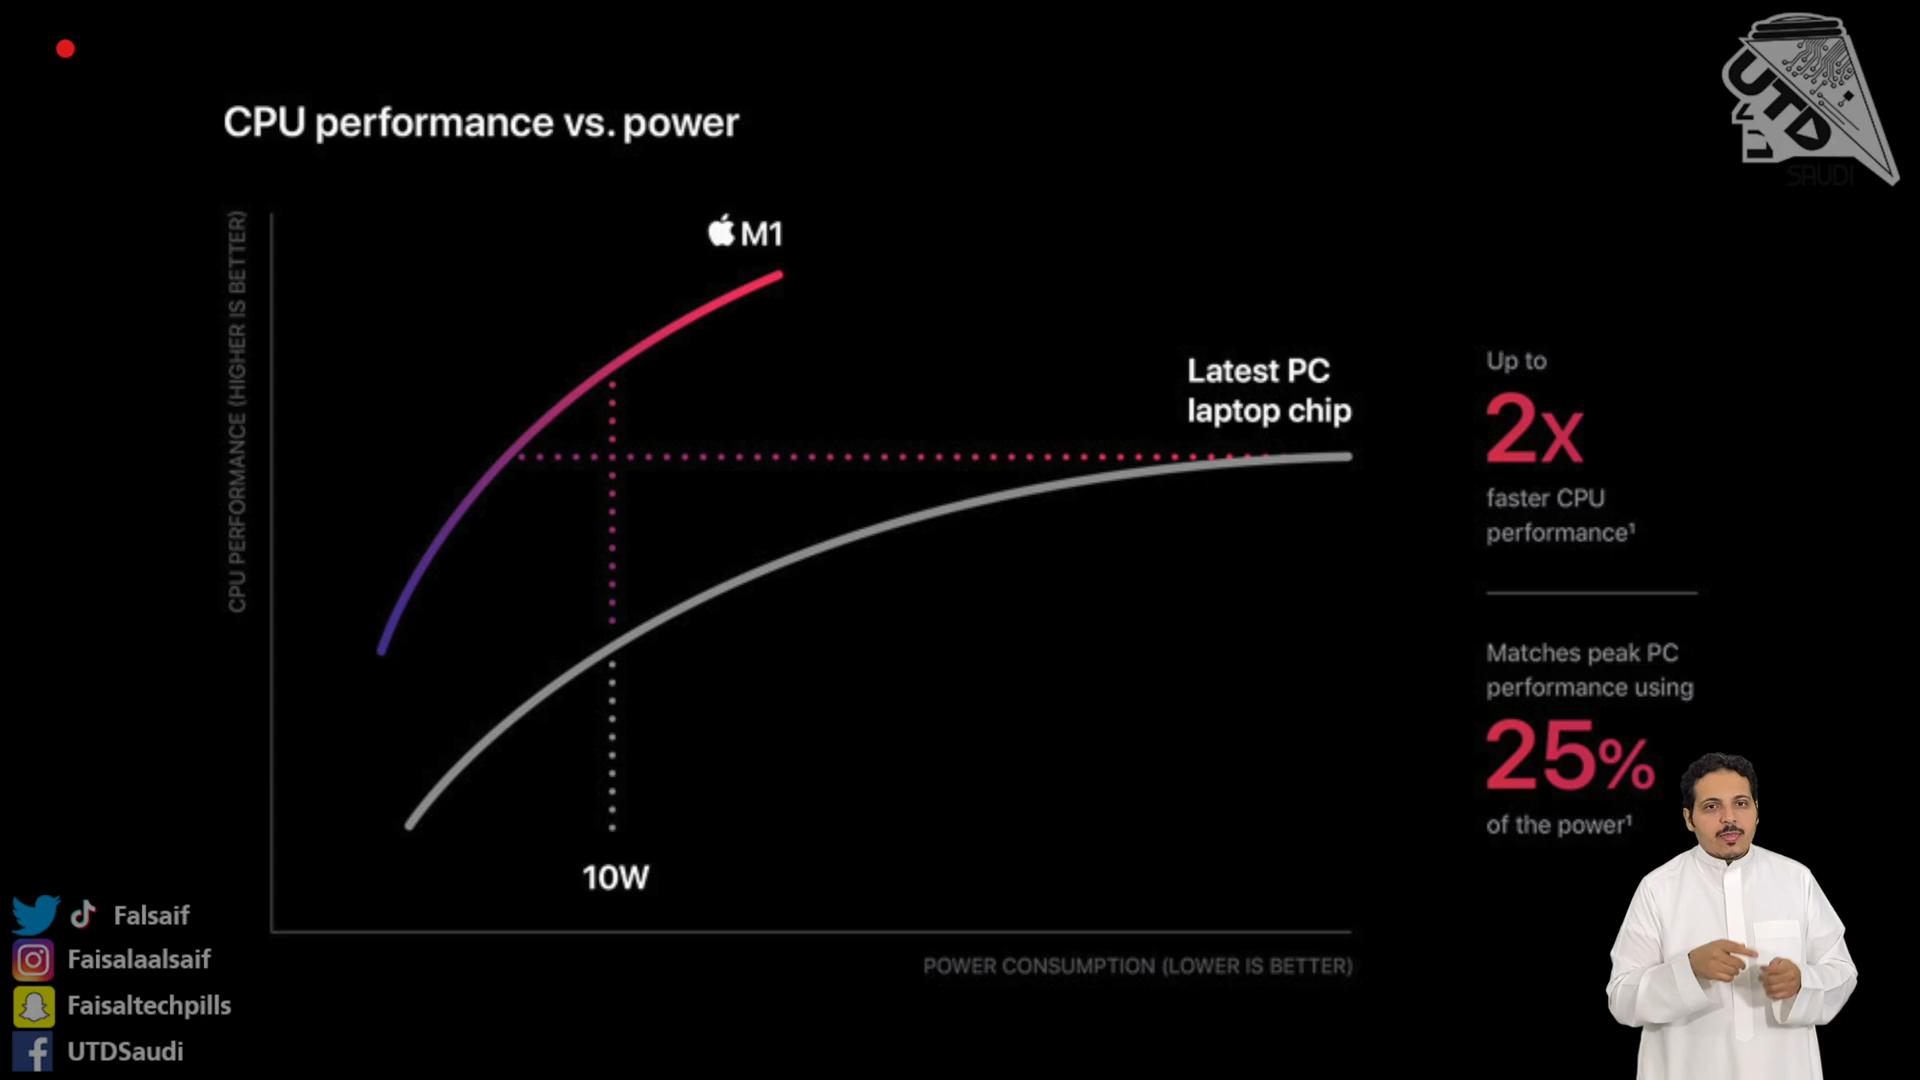 UTD
SAUDI
CPU performance vs. power
CPU PERFORMANCE (HIGHER IS BETTER)
M1
Latest PC
laptop chip
10W
POWER CONSUMPTION (LOWER IS BETTER)
Up to
2x
faster CPU
performance¹
Matches peak PC
performance using
25%
of the power¹
Falsaif
Faisalaalsaif
Faisaltechpills
UTDSaudi